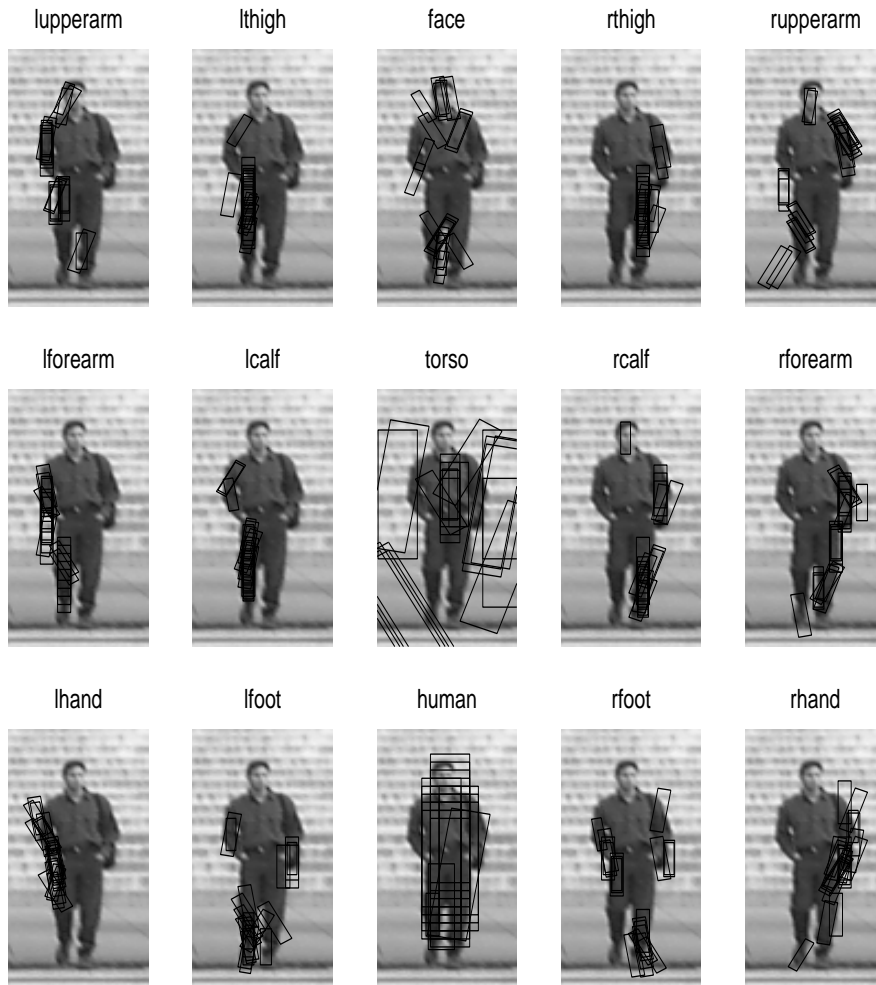 lupperarm lthigh face rthigh rupperarm
lforearm lcalf torso rcalf rforearm
lhand lfoot human rfoot rhand